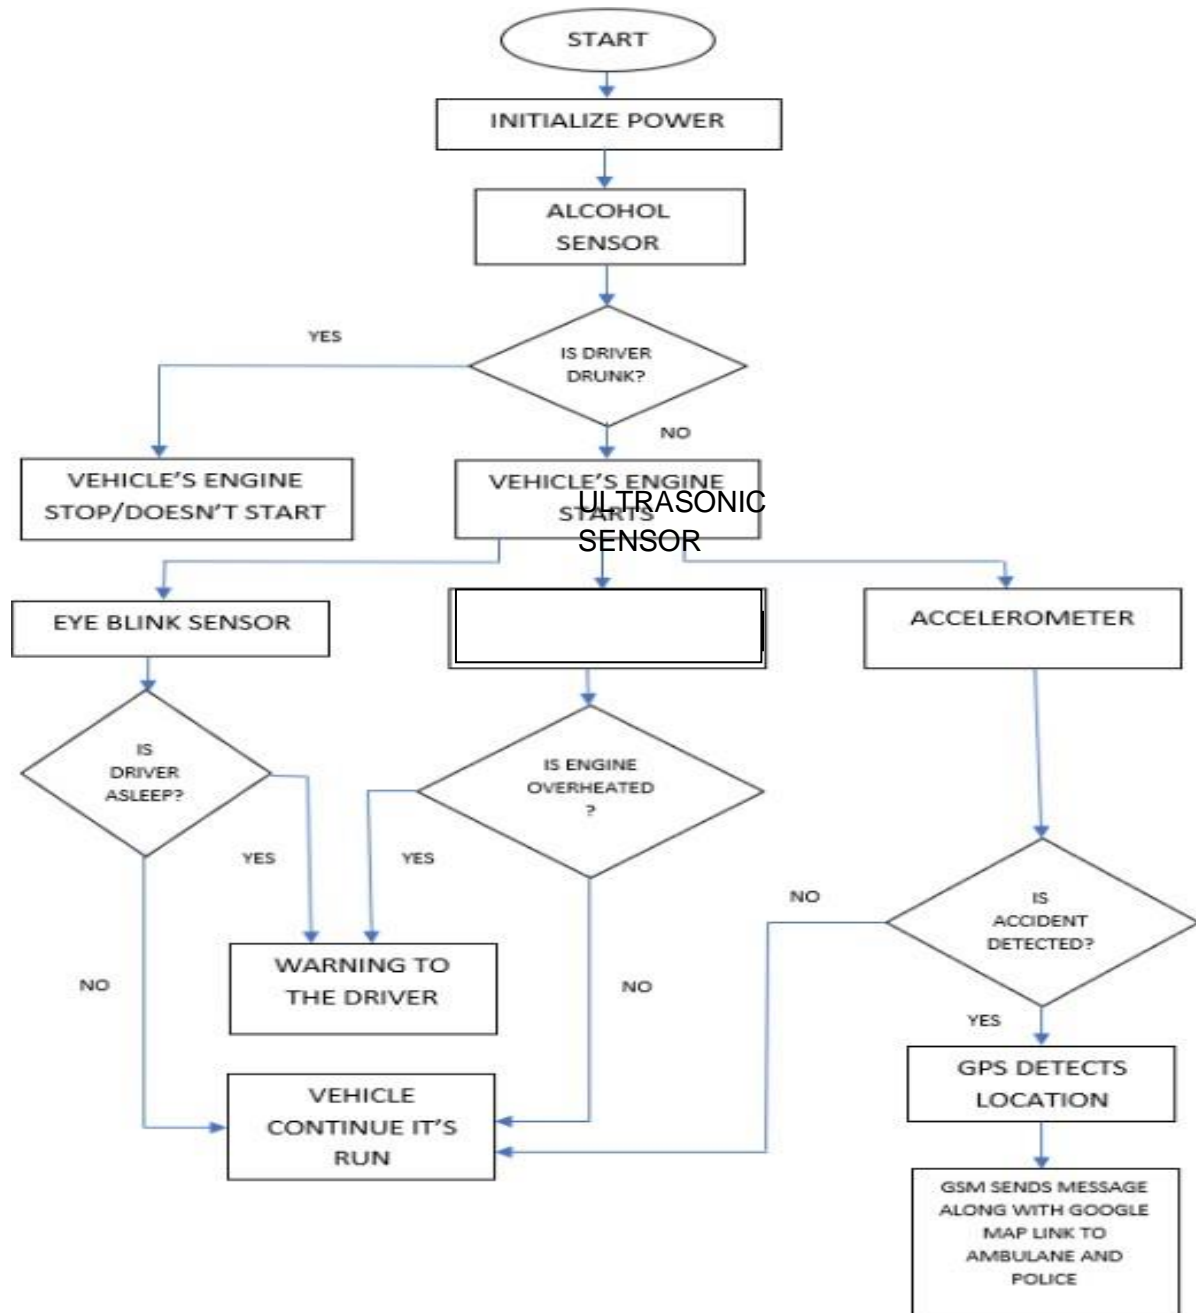 START
INITIALIZE POWER
ALCOHOL
SENSOR
YES
IS DRIVER
DRUNK?
NO
VEHICLE'S ENGINE
STOP/DOESN'T START
VEHICLE'S ENGINE
STARTS
ULTRASONIC
SENSOR
EYE BLINK SENSOR
ACCELEROMETER
IS
DRIVER
ASLEEP?
IS ENGINE
OVERHEATED
?
YES
YES
NO
IS
ACCIDENT
DETECTED?
WARNING TO
THE DRIVER
NO
NO
YES
VEHICLE
CONTINUE IT'S
RUN
GPS DETECTS
LOCATION
GSM SENDS MESSAGE
ALONG WITH GOOGLE
MAP LINK TO
AMBULANE AND
POLICE